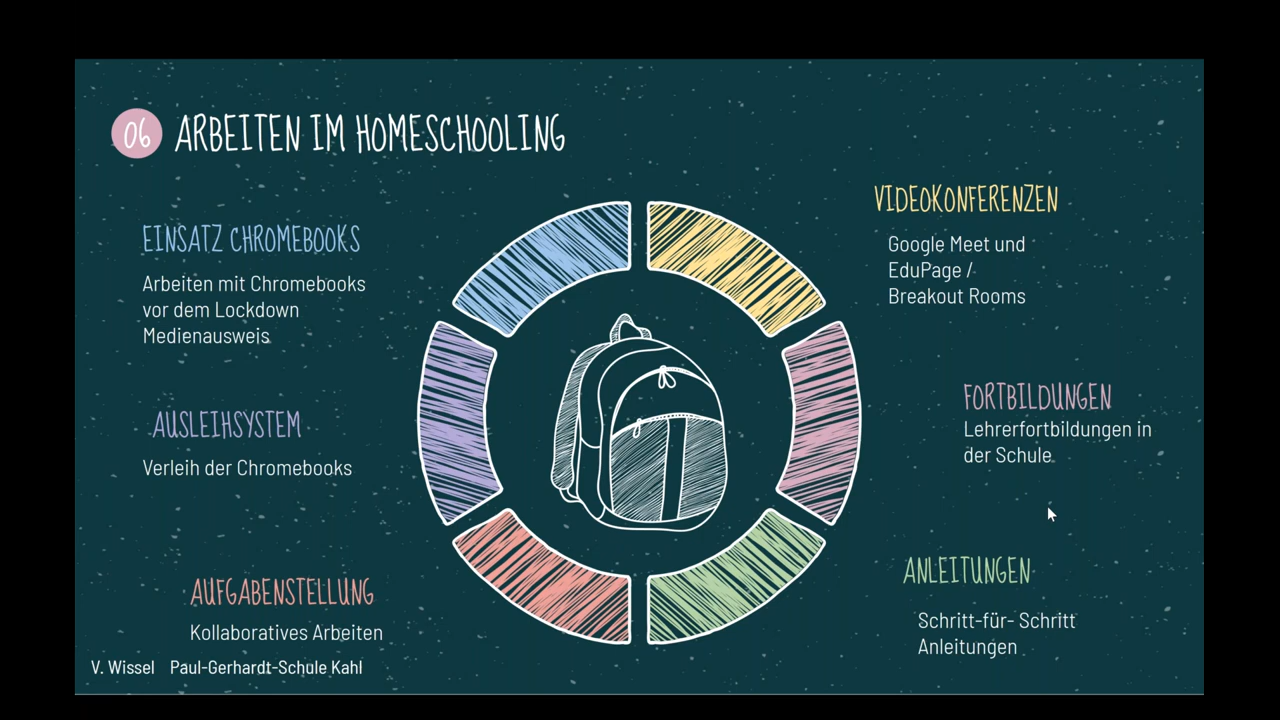 06 ARBEITEN IM HOMESCHOOLING
EINSATZ CHROMEBOOKS
Arbeiten mit Chromebooks
vor dem Lockdown
Medienausweis
AUSLEIHSYSTEM
Verleih der Chromebooks
AUFGABENSTELLUNG
Kollaboratives Arbeiten
VIDEOKONFERENZEN
Google Meet und
EduPage /
Breakout Rooms
FORTBILDUNGEN
Lehrerfortbildungen in
der Schule
ANLEITUNGEN
Schritt-für- Schritt
Anleitungen
V. Wissel Paul-Gerhardt-Schule Kahl